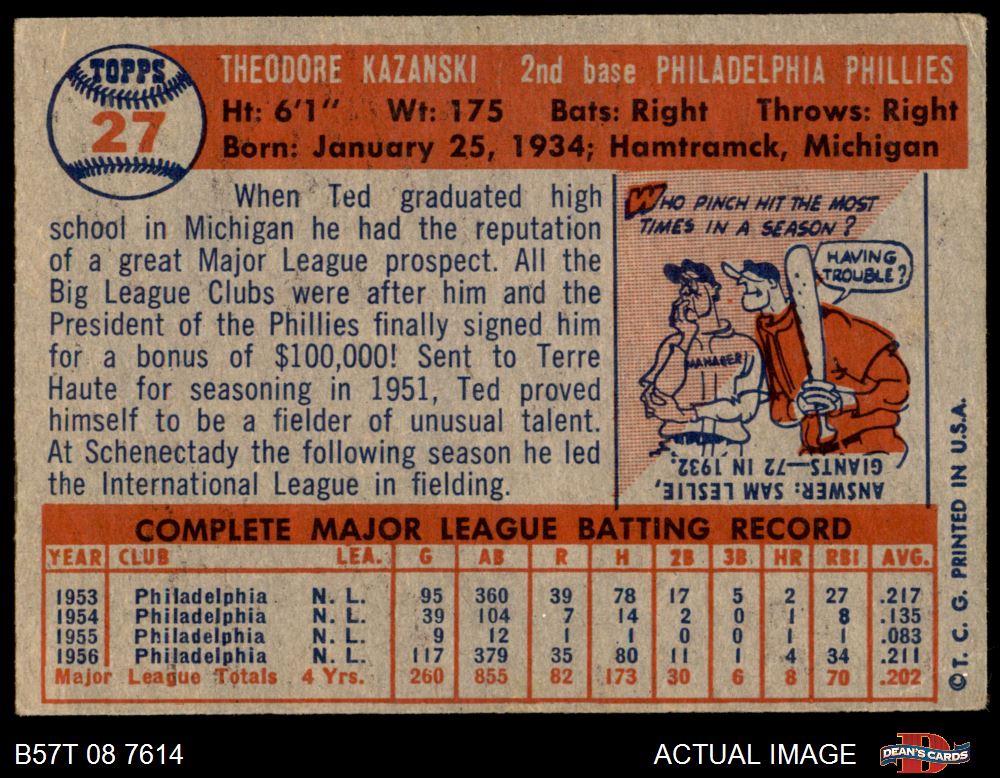 TOPPS
27
THEODORE KAZANSKI 2nd base PHILADELPHIA PHILLIES
Ht: 6'1" Wt: 175 Bats: Right Throws: Right
Born: January 25, 1934; Hamtramck, Michigan
When Ted graduated high
school in Michigan he had the reputation
of a great Major League prospect. All the
Big League Clubs were after him and the
President of the Phillies finally signed him
for a bonus of $100,000! Sent to Terre
Haute for seasoning in 1951, Ted proved
himself to be a fielder of unusual talent.
At Schenectady the following season he led
the International League in fielding.
WHO PINCH HIT THE MOST
TIMES IN A SEASON?
HAVING
TROUBLE?
MANAGER
ANSWER: SAM LESLIE,
GIANTS—72 IN 1932.
COMPLETE MAJOR LEAGUE BATTING RECORD
YEAR CLUB LEA. G AB R H 2B 3B HR RBI AVG.
1953 Philadelphia N. L. 95 360 39 78 17 5 2 27 .217
1954 Philadelphia N. L. 39 104 7 14 2 0 1 8 .135
1955 Philadelphia N. L. 9 12 1 1 0 0 1 1 .083
1956 Philadelphia N. L. 117 379 35 80 11 1 4 34 .211
Major League Totals 4 Yrs. 260 855 82 173 30 6 8 70 .202
©T. C. G. PRINTED IN U.S.A.
B57T 08 7614
ACTUAL IMAGE
D
DEAN'S CARDS